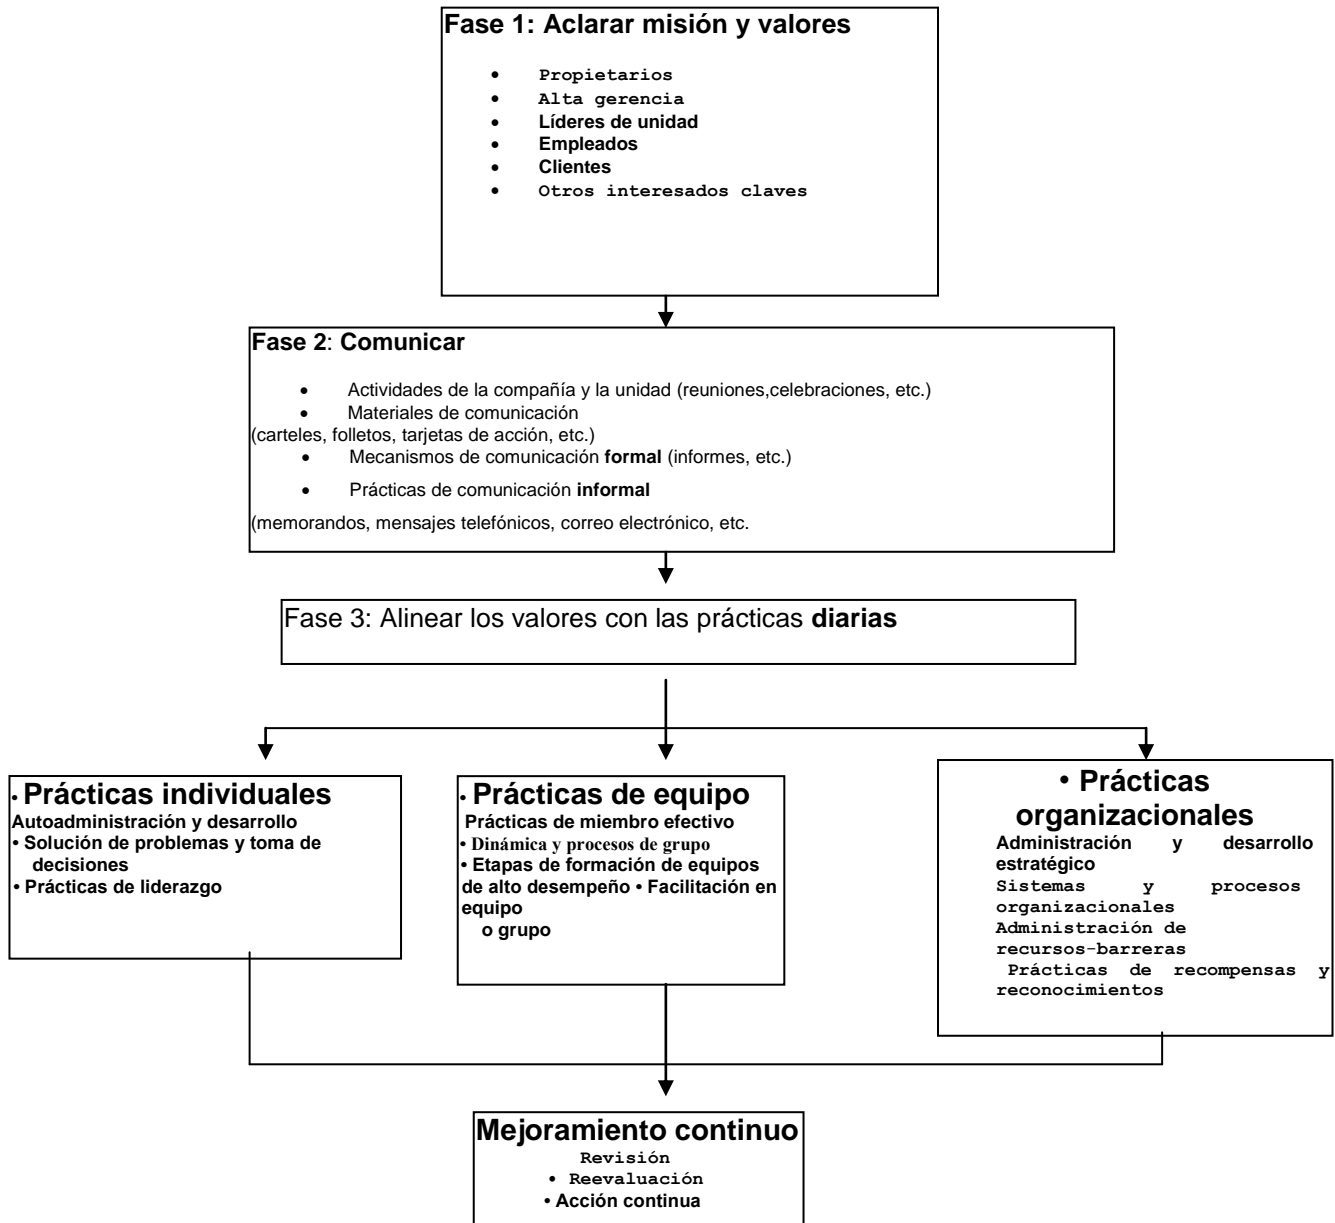 Fase 1: Aclarar misión y valores
• Propietarios
• Alta gerencia
• Líderes de unidad
• Empleados
• Clientes
• Otros interesados claves
Fase 2: Comunicar
• Actividades de la compañía y la unidad (reuniones,celebraciones, etc.)
• Materiales de comunicación
(carteles, folletos, tarjetas de acción, etc.)
• Mecanismos de comunicación formal (informes, etc.)
• Prácticas de comunicación informal
(memorandos, mensajes telefónicos, correo electrónico, etc.
Fase 3: Alinear los valores con las prácticas diarias
• Prácticas individuales
Autoadministración y desarrollo
• Solución de problemas y toma de
decisiones
• Prácticas de liderazgo
• Prácticas de equipo
Prácticas de miembro efectivo
• Dinámica y procesos de grupo
• Etapas de formación de equipos
de alto desempeño • Facilitación en
equipo
o grupo
• Prácticas
organizacionales
Administración y desarrollo
estratégico
Sistemas y procesos
organizacionales
Administración de
recursos-barreras
Prácticas de recompensas y
reconocimientos
Mejoramiento continuo
Revisión
• Reevaluación
• Acción continua